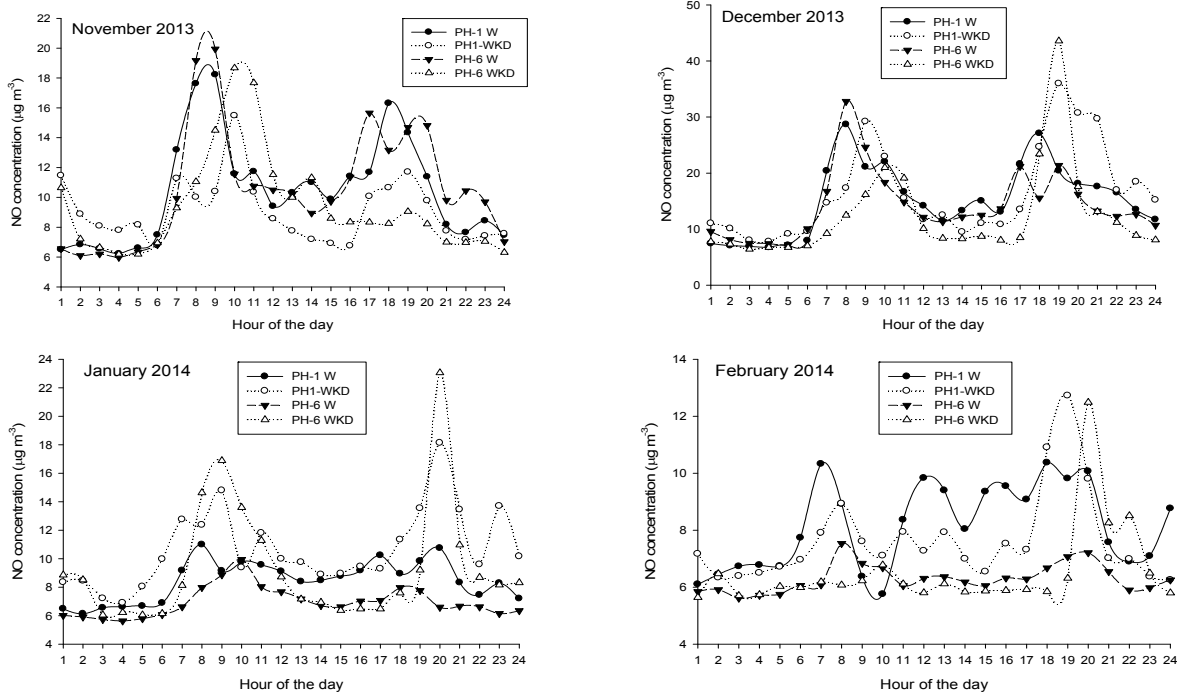 November 2013
NO concentration (µg m-3)
22
20
18
16
14
12
10
8
6
4
PH-1 W
PH1-WKD
PH-6 W
PH-6 WKD
1 2 3 4 5 6 7 8 9 10 11 12 13 14 15 16 17 18 19 20 21 22 23 24
Hour of the day
December 2013
NO concentration (µg m-3)
50
40
30
20
10
0
PH-1 W
PH1-WKD
PH-6 W
PH-6 WKD
1 2 3 4 5 6 7 8 9 10 11 12 13 14 15 16 17 18 19 20 21 22 23 24
Hour of the day
January 2014
NO concentration (µg m-3)
24
22
20
18
16
14
12
10
8
6
4
PH-1 W
PH1-WKD
PH-6 W
PH-6 WKD
1 2 3 4 5 6 7 8 9 10 11 12 13 14 15 16 17 18 19 20 21 22 23 24
Hour of the day
February 2014
NO concentration (µg m-3)
14
12
10
8
6
4
PH-1 W
PH1-WKD
PH-6 W
PH-6 WKD
1 2 3 4 5 6 7 8 9 10 11 12 13 14 15 16 17 18 19 20 21 22 23 24
Hour of the day